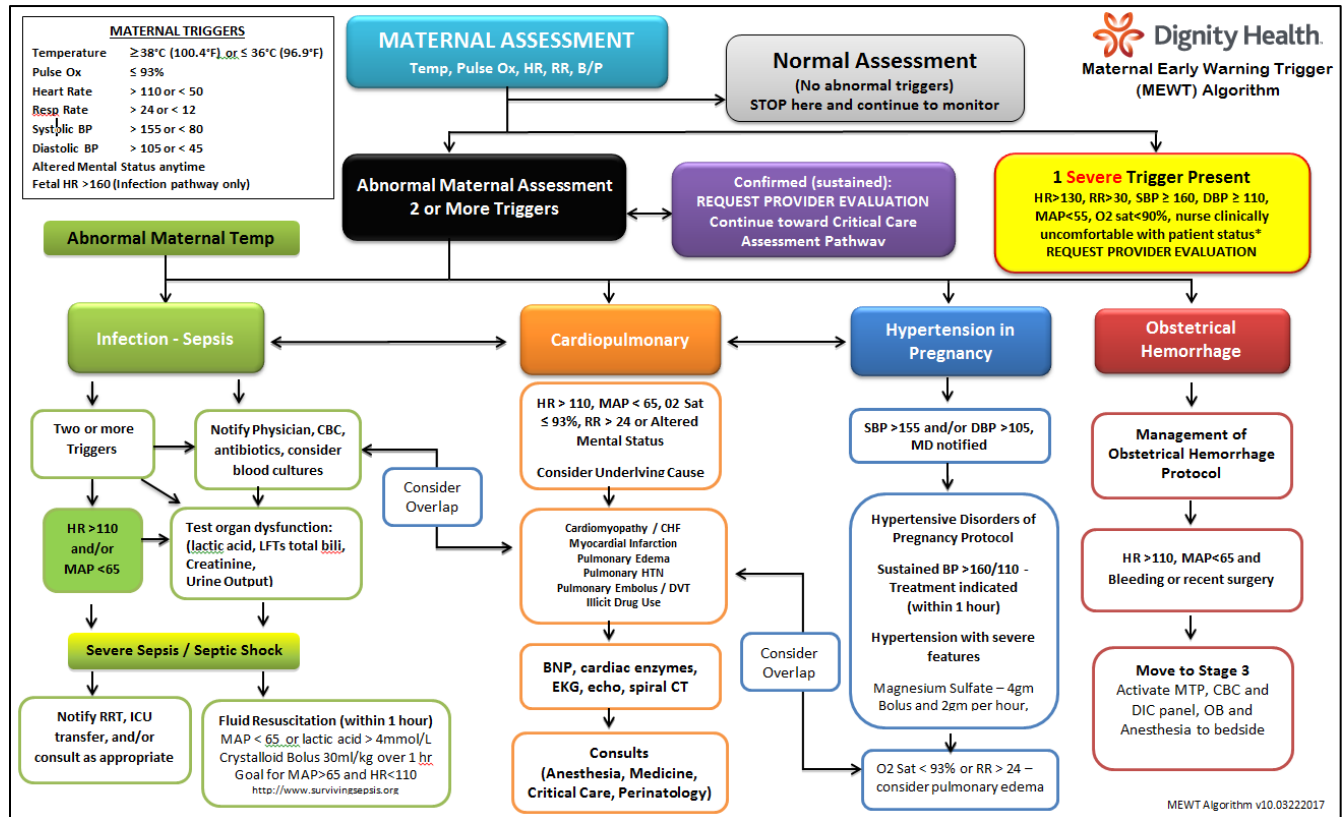 MATERNAL TRIGGERS
Temperature ≥38°C (100.4°F) or ≤ 36°C (96.9°F)
Pulse Ox ≤ 93%
Heart Rate > 110 or < 50
Resp Rate > 24 or < 12
Systolic BP > 155 or < 80
Diastolic BP > 105 or < 45
Altered Mental Status anytime
Fetal HR >160 (Infection pathway only)
MATERNAL ASSESSMENT
Temp, Pulse Ox, HR, RR, B/P
Normal Assessment
(No abnormal triggers)
STOP here and continue to monitor
Dignity Health.
Maternal Early Warning Trigger
(MEWT) Algorithm
Abnormal Maternal Assessment
2 or More Triggers
Confirmed (sustained):
REQUEST PROVIDER EVALUATION
Continue toward Critical Care
Assessment Pathway
1 Severe Trigger Present
HR>130, RR>30, SBP ≥ 160, DBP ≥ 110,
MAP<55, O2 sat<90%, nurse clinically
uncomfortable with patient status*
REQUEST PROVIDER EVALUATION
Abnormal Maternal Temp
Infection - Sepsis
Cardiopulmonary
Hypertension in
Pregnancy
Obstetrical
Hemorrhage
Two or more
Triggers
Notify Physician, CBC,
antibiotics, consider
blood cultures
HR >110
and/or
MAP <65
Test organ dysfunction:
(lactic acid, LFTs total bili,
Creatinine,
Urine Output)
Severe Sepsis / Septic Shock
Notify RRT, ICU
transfer, and/or
consult as appropriate
Fluid Resuscitation (within 1 hour)
MAP < 65 or lactic acid > 4mmol/L
Crystalloid Bolus 30ml/kg over 1 hr
Goal for MAP>65 and HR<110
http://www.survivingsepsis.org
Consider
Overlap
HR > 110, MAP < 65, 02 Sat
≤ 93%, RR > 24 or Altered
Mental Status
Consider Underlying Cause
Cardiomyopathy / CHF
Myocardial Infarction
Pulmonary Edema
Pulmonary HTN
Pulmonary Embolus / DVT
Illicit Drug Use
BNP, cardiac enzymes,
EKG, echo, spiral CT
Consults
(Anesthesia, Medicine,
Critical Care, Perinatology)
Consider
Overlap
SBP >155 and/or DBP >105,
MD notified
Hypertensive Disorders of
Pregnancy Protocol
Sustained BP >160/110 -
Treatment indicated
(within 1 hour)
Hypertension with severe
features
Magnesium Sulfate – 4gm
Bolus and 2gm per hour,
O2 Sat < 93% or RR > 24 –
consider pulmonary edema
Management of
Obstetrical Hemorrhage
Protocol
HR >110, MAP<65 and
Bleeding or recent surgery
Move to Stage 3
Activate MTP, CBC and
DIC panel, OB and
Anesthesia to bedside
MEWT Algorithm v10.03222017